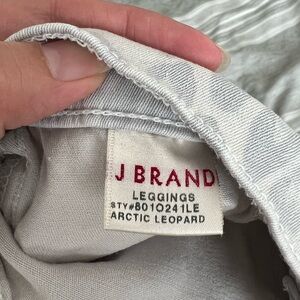 J BRAND
LEGGINGS
STY#8010241LE
ARCTIC LEOPARD